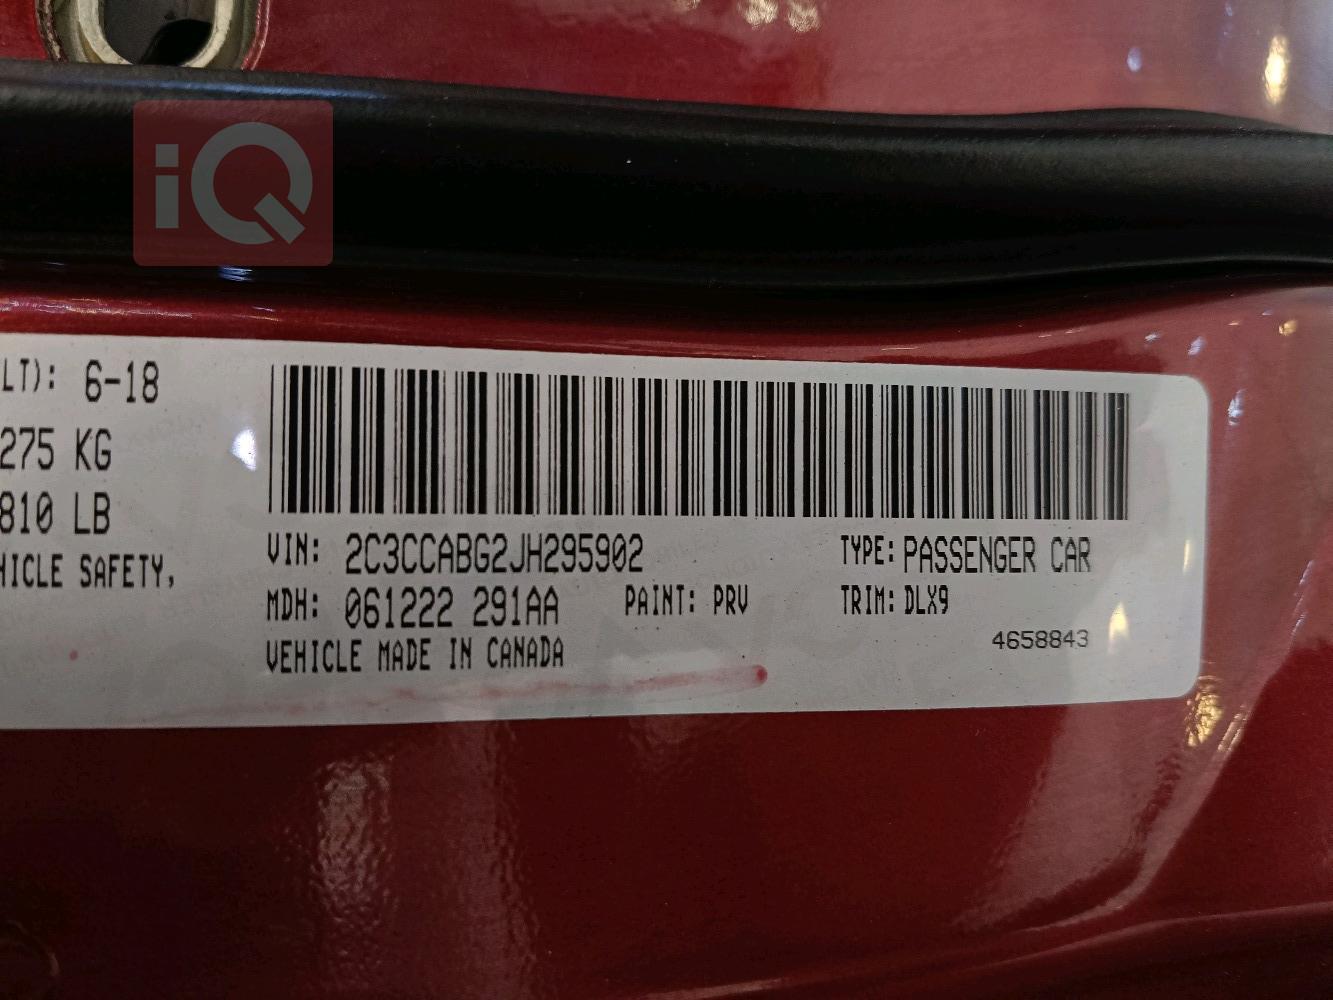 iQ
LT): 6-18
275 KG
810 LB
HICLE SAFETY,
VIN: 2C3CCABG2JH295902
TYPE: PASSENGER CAR
MDH: 061222 291AA
PAINT: PRV
TRIM: DLX9
VEHICLE MADE IN CANADA
4658843